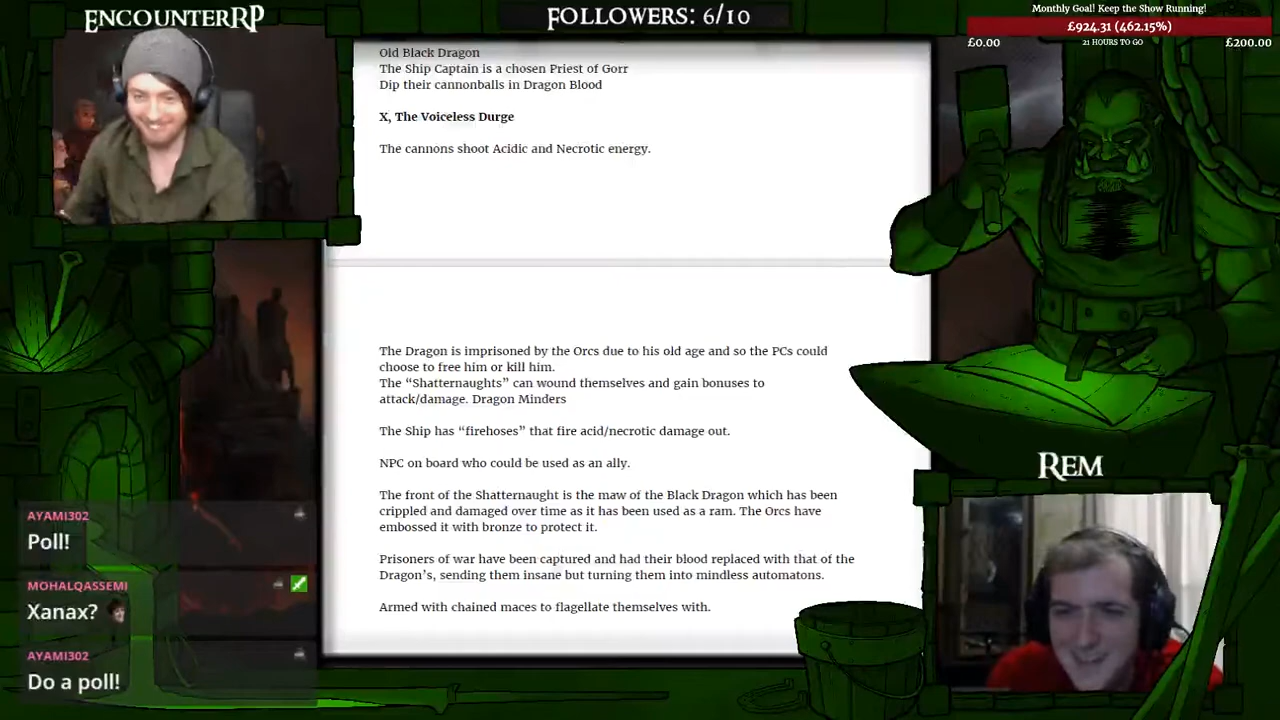 ENCOUNTERRP
FOLLOWERS: 6/10
Monthly Goal! Keep the Show Running!
£924.31 (462.15%)
£0.00
21 HOURS TO GO
£200.00
Old Black Dragon
The Ship Captain is a chosen Priest of Gorr
Dip their cannonballs in Dragon Blood
X, The Voiceless Durge
The cannons shoot Acidic and Necrotic energy.
The Dragon is imprisoned by the Orcs due to his old age and so the PCs could
choose to free him or kill him.
The “Shatternaughts” can wound themselves and gain bonuses to
attack/damage. Dragon Minders
The Ship has “firehoses” that fire acid/necrotic damage out.
NPC on board who could be used as an ally.
The front of the Shatternaught is the maw of the Black Dragon which has been
crippled and damaged over time as it has been used as a ram. The Orcs have
embossed it with bronze to protect it.
Prisoners of war have been captured and had their blood replaced with that of the
Dragon’s, sending them insane but turning them into mindless automatons.
Armed with chained maces to flagellate themselves with.
REM
AYAMI302
Poll!
MOHALQASSEMI
Xanax?
AYAMI302
Do a poll!